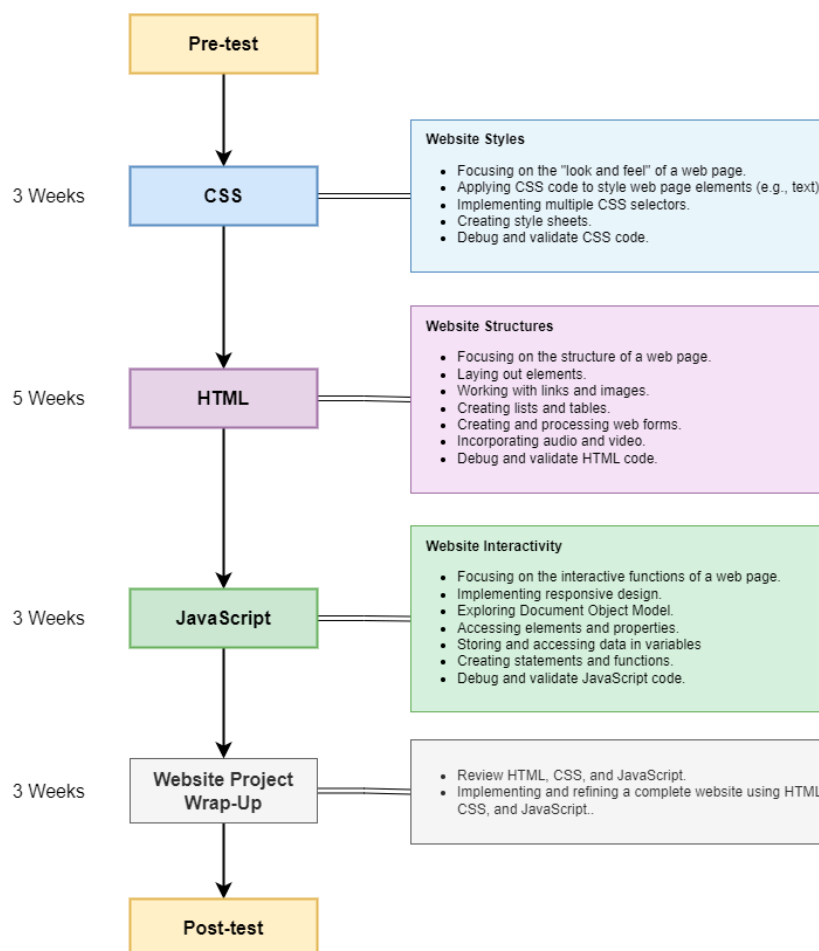 Pre-test
3 Weeks
CSS
Website Styles
Focusing on the "look and feel" of a web page.
Applying CSS code to style web page elements (e.g., text)
Implementing multiple CSS selectors.
Creating style sheets.
Debug and validate CSS code.
5 Weeks
HTML
Website Structures
Focusing on the structure of a web page.
Laying out elements.
Working with links and images.
Creating lists and tables.
Creating and processing web forms.
Incorporating audio and video.
Debug and validate HTML code.
3 Weeks
JavaScript
Website Interactivity
Focusing on the interactive functions of a web page.
Implementing responsive design.
Exploring Document Object Model.
Accessing elements and properties.
Storing and accessing data in variables
Creating statements and functions.
Debug and validate JavaScript code.
3 Weeks
Website Project
Wrap-Up
Review HTML, CSS, and JavaScript.
Implementing and refining a complete website using HTML
CSS, and JavaScript..
Post-test